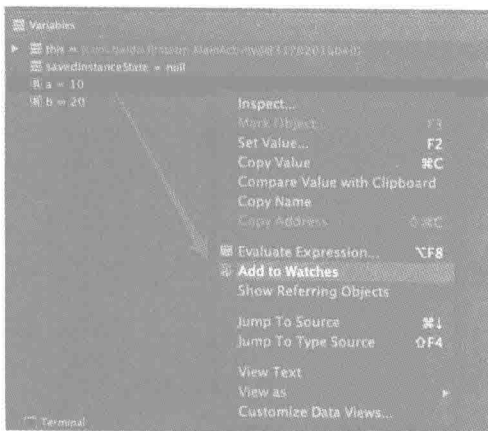 Variables
this =
savedInstanceState = null
a = 10
b = 20
Inspect...
Mark Object... F3
Set Value... F2
Copy Value ⌘C
Compare Value with Clipboard
Copy Name
Copy Address ⇧⌘C
Evaluate Expression... ⌥F8
Add to Watches
Show Referring Objects
Jump To Source ⌘↓
Jump To Type Source ⇧F4
View Text
View as
Customize Data Views...
Terminal